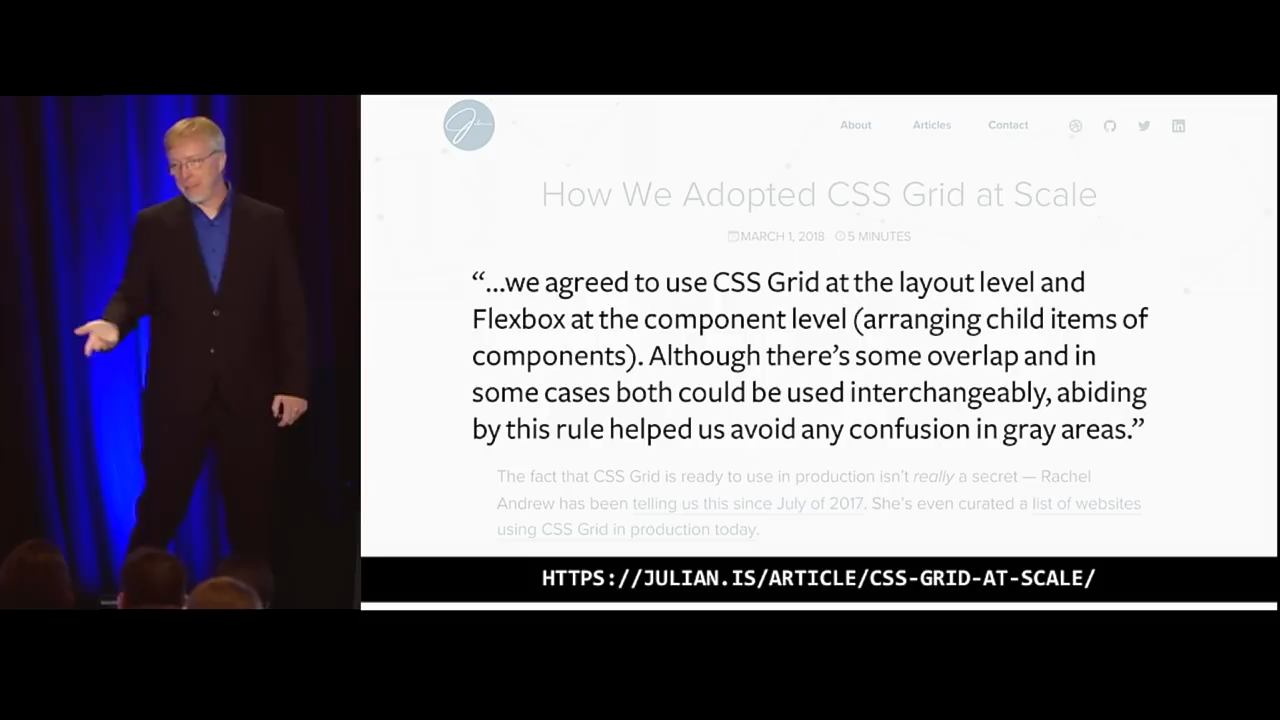 About Articles Contact
How We Adopted CSS Grid at Scale
MARCH 1, 2018 5 MINUTES
“...we agreed to use CSS Grid at the layout level and
Flexbox at the component level (arranging child items of
components). Although there’s some overlap and in
some cases both could be used interchangeably, abiding
by this rule helped us avoid any confusion in gray areas.”
The fact that CSS Grid is ready to use in production isn’t really a secret — Rachel
Andrew has been telling us this since July of 2017. She’s even curated a list of websites
using CSS Grid in production today.
HTTPS://JULIAN.IS/ARTICLE/CSS-GRID-AT-SCALE/